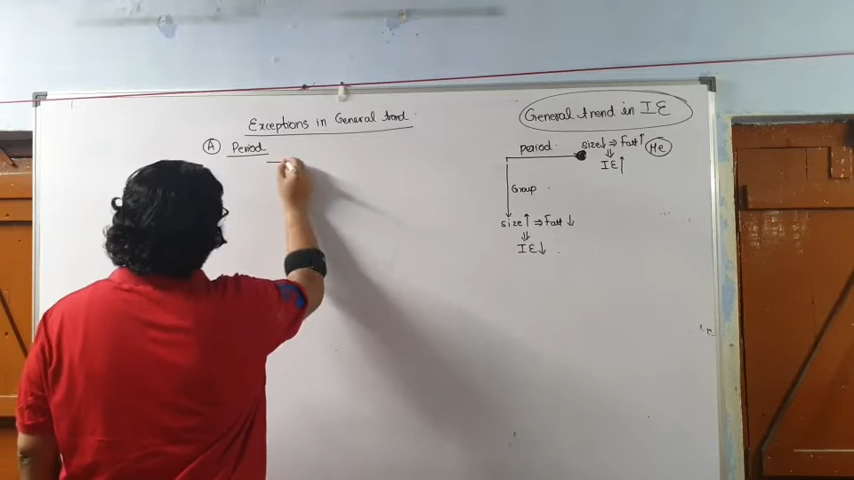 Exceptions in General trend
A Period
General trend in IE
period
size↓ ⇒ Fatt↑ He
⇓
IE↑
Group
size↑ ⇒ Fatt↓
⇓
IE↓